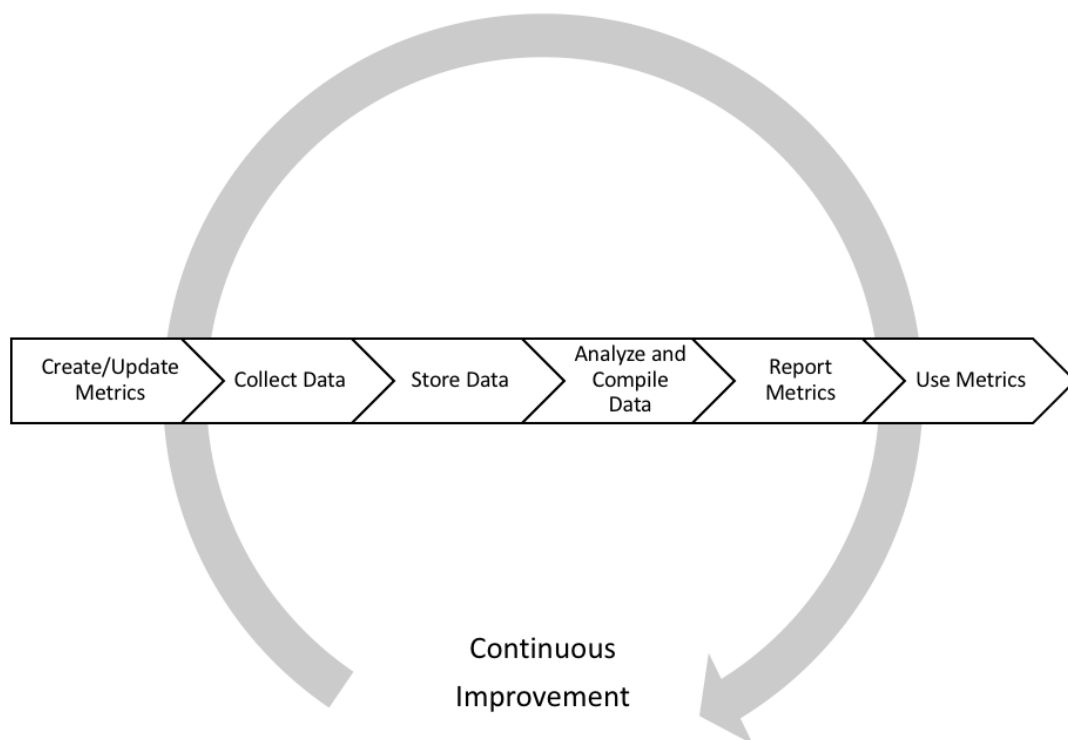 Create/Update
Metrics
Collect Data
Store Data
Analyze and
Compile
Data
Report
Metrics
Use Metrics
Continuous
Improvement